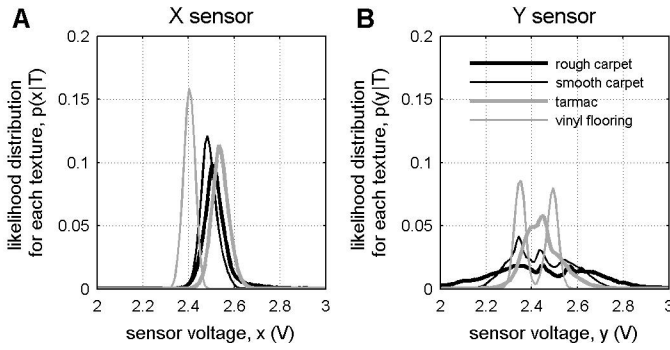 A
X sensor
likelihood distribution
for each texture, p(x|T)
0.2
0.15
0.1
0.05
0
2 2.2 2.4 2.6 2.8 3
sensor voltage, x (V)
B
Y sensor
likelihood distribution
for each texture, p(y|T)
0.2
0.15
0.1
0.05
0
rough carpet
smooth carpet
tarmac
vinyl flooring
2 2.2 2.4 2.6 2.8 3
sensor voltage, y (V)